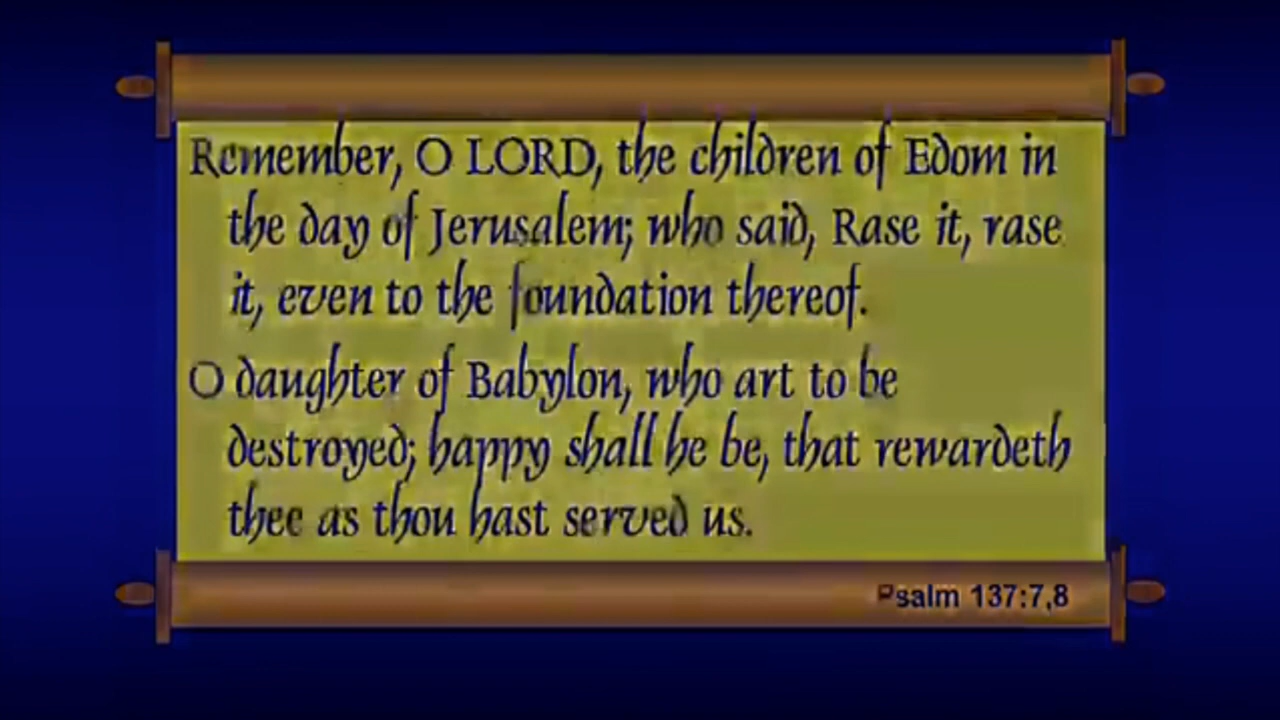 Remember, O LORD, the children of Edom in
the day of Jerusalem; who said, Rase it, rase
it, even to the foundation thereof.
O daughter of Babylon, who art to be
destroyed; happy shall he be, that rewardeth
thee as thou hast served us.
Psalm 137:7,8